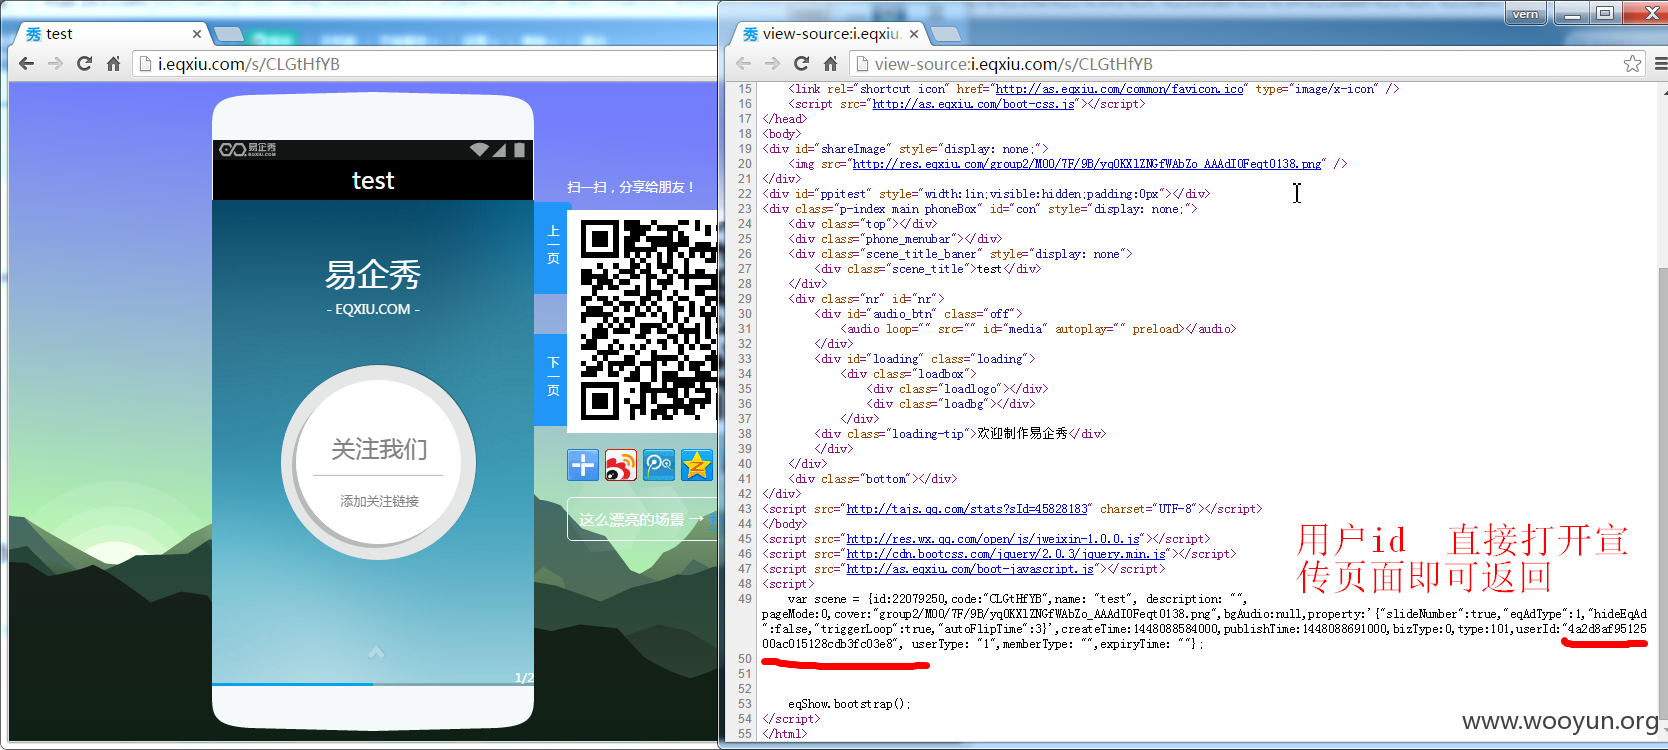 vern
test
i.eqxiu.com/s/CLGtHfYB
易企秀
EQXIU.COM
test
易企秀
- EQXIU.COM -
关注我们
添加关注链接
1/2
上一页
下一页
扫一扫，分享给朋友！
这么漂亮的场景 →
view-source:i.eqxiu.
view-source:i.eqxiu.com/s/CLGtHfYB
15 <link rel="shortcut icon" href="http://as.eqxiu.com/common/favicon.ico" type="image/x-icon" />
16 <script src="http://as.eqxiu.com/boot-css.js"></script>
17 </head>
18 <body>
19 <div id="shareImage" style="display: none;">
20 <img src="http://res.eqxiu.com/group2/M00/7F/9B/yq0KXlZNGfWAbZo_AAAdIOFeqt0138.png" />
21 </div>
22 <div id="ppitest" style="width:1in;visible:hidden;padding:0px"></div>
23 <div class="p-index main phoneBox" id="con" style="display: none;">
24 <div class="top"></div>
25 <div class="phone_menubar"></div>
26 <div class="scene_title_baner" style="display: none">
27 <div class="scene_title">test</div>
28 </div>
29 <div class="nr" id="nr">
30 <div id="audio_btn" class="off">
31 <audio loop="" src="" id="media" autoplay="" preload></audio>
32 </div>
33 <div id="loading" class="loading">
34 <div class="loadbox">
35 <div class="loadlogo"></div>
36 <div class="loadbg"></div>
37 </div>
38 <div class="loading-tip">欢迎制作易企秀</div>
39 </div>
40 </div>
41 <div class="bottom"></div>
42 </div>
43 <script src="http://tajs.qq.com/stats?sId=45828183" charset="UTF-8"></script>
44 </body>
45 <script src="http://res.wx.qq.com/open/js/jweixin-1.0.0.js"></script>
46 <script src="http://cdn.bootcss.com/jquery/2.0.3/jquery.min.js"></script>
47 <script src="http://as.eqxiu.com/boot-javascript.js"></script>
48 <script>
49 var scene = {id:22079250,code:"CLGtHfYB",name: "test", description: "",
pageMode:0,cover:"group2/M00/7F/9B/yq0KXlZNGfWAbZo_AAAdIOFeqt0138.png",bgAudio:null,property:'{"slideNumber":true,"eqAdType":1,"hideEqAd
":false,"triggerLoop":true,"autoFlipTime":3}',createTime:1448088584000,publishTime:1448088691000,bizType:0,type:101,userId:"4a2d8af95125
00ac015128cdb3fc03e8", userType: "1",memberType: "",expiryTime: ""};
50
51
52
53 eqShow.bootstrap();
54 </script>
55 </html>
用户id 直接打开宣
传页面即可返回
www.wooyun.org